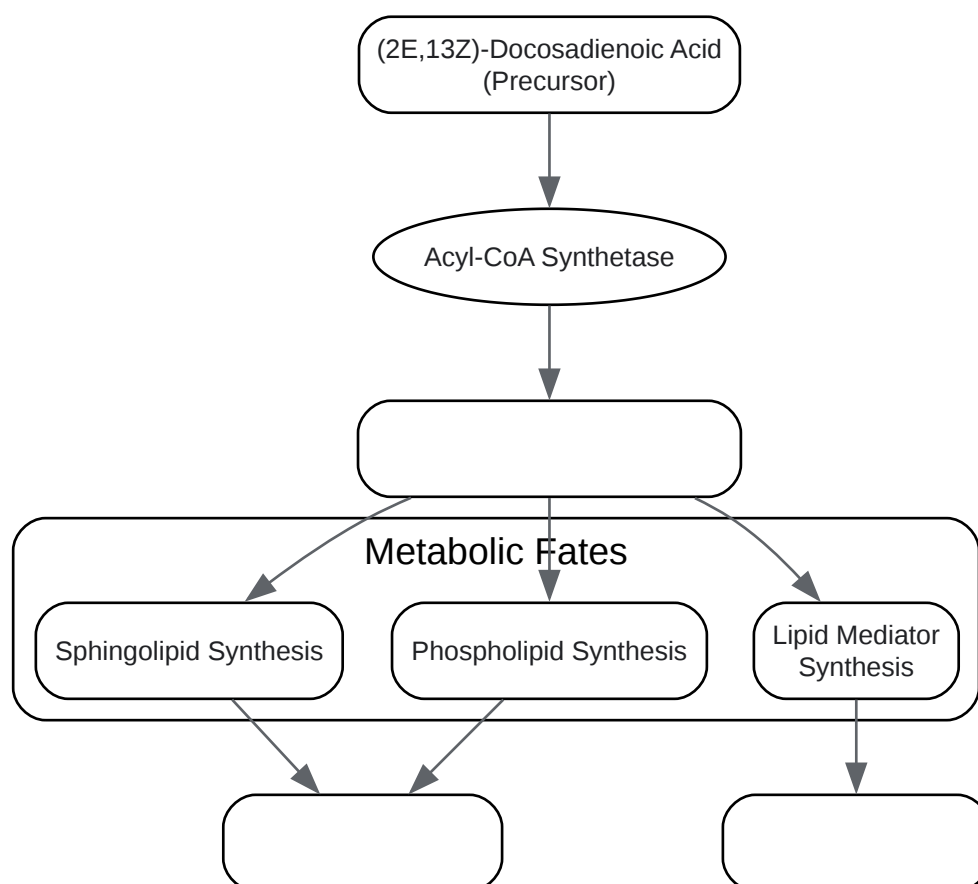 (2E,13Z)-Docosadienoic Acid
(Precursor)
Acyl-CoA Synthetase
Metabolic Fates
Sphingolipid Synthesis
Phospholipid Synthesis
Lipid Mediator
Synthesis